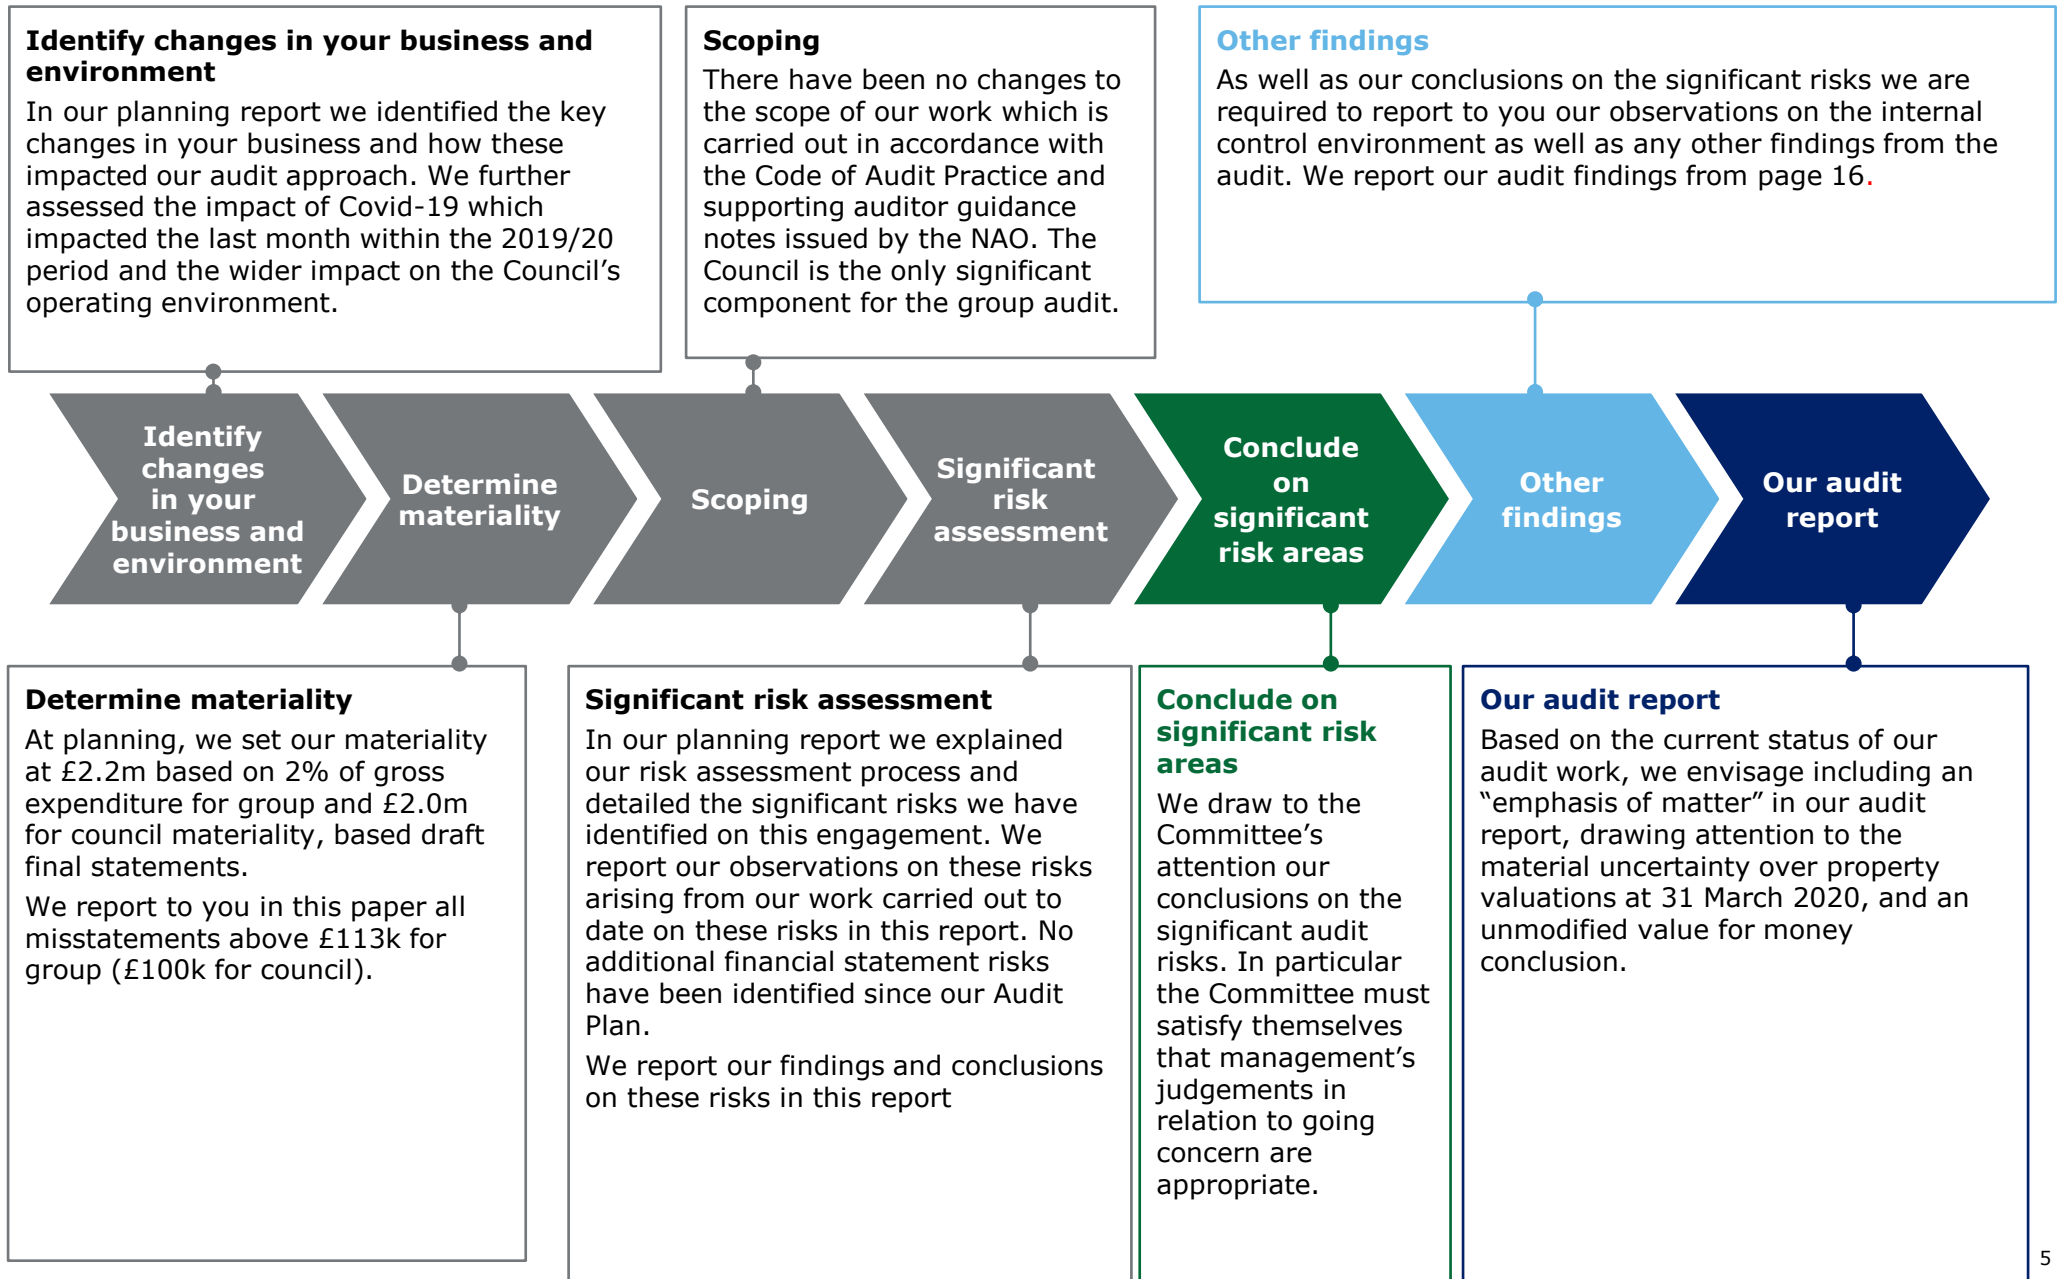 Identify changes in your business and
environment
In our planning report we identified the key
changes in your business and how these
impacted our audit approach. We further
assessed the impact of Covid-19 which
impacted the last month within the 2019/20
period and the wider impact on the Council’s
operating environment.
Scoping
There have been no changes to
the scope of our work which is
carried out in accordance with
the Code of Audit Practice and
supporting auditor guidance
notes issued by the NAO. The
Council is the only significant
component for the group audit.
Other findings
As well as our conclusions on the significant risks we are
required to report to you our observations on the internal
control environment as well as any other findings from the
audit. We report our audit findings from page 16.
Identify
changes
in your
business and
environment
Determine
materiality
Scoping
Significant
risk
assessment
Conclude
on
significant
risk areas
Other
findings
Our audit
report
Determine materiality
At planning, we set our materiality
at £2.2m based on 2% of gross
expenditure for group and £2.0m
for council materiality, based draft
final statements.
We report to you in this paper all
misstatements above £113k for
group (£100k for council).
Significant risk assessment
In our planning report we explained
our risk assessment process and
detailed the significant risks we have
identified on this engagement. We
report our observations on these risks
arising from our work carried out to
date on these risks in this report. No
additional financial statement risks
have been identified since our Audit
Plan.
We report our findings and conclusions
on these risks in this report
Conclude on
significant risk
areas
We draw to the
Committee’s
attention our
conclusions on the
significant audit
risks. In particular
the Committee must
satisfy themselves
that management’s
judgements in
relation to going
concern are
appropriate.
Our audit report
Based on the current status of our
audit work, we envisage including an
“emphasis of matter” in our audit
report, drawing attention to the
material uncertainty over property
valuations at 31 March 2020, and an
unmodified value for money
conclusion.
5